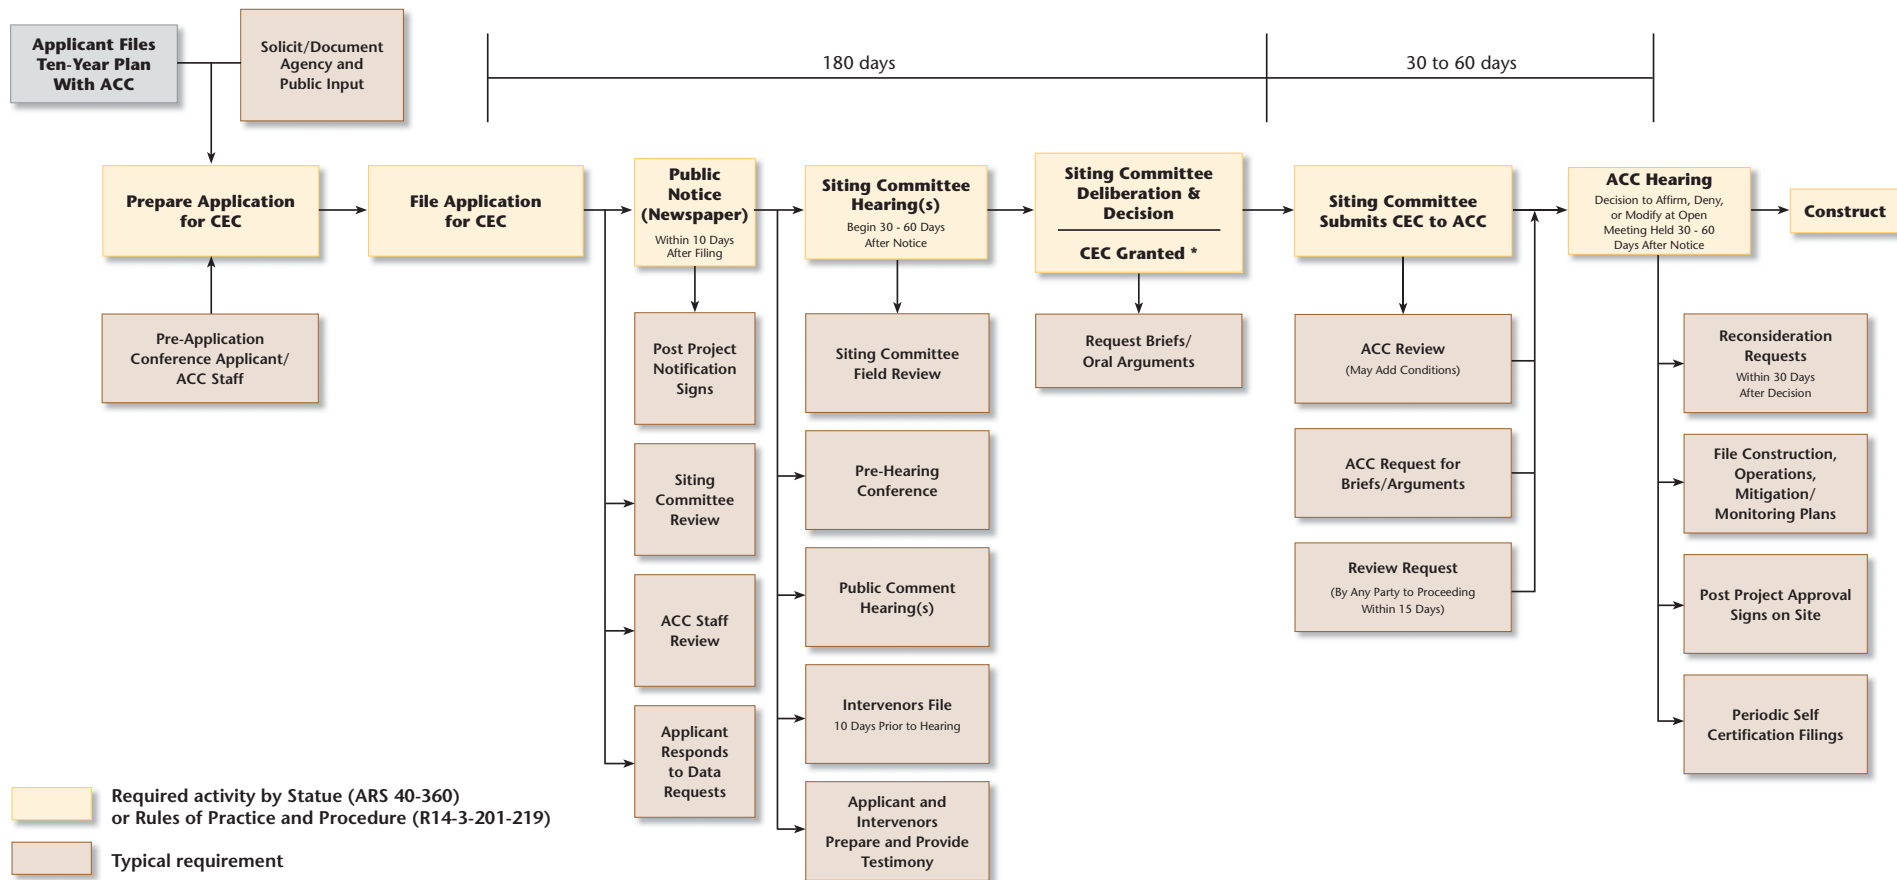 Applicant Files
Ten-Year Plan
With ACC
Solicit/Document
Agency and
Public Input
180 days
30 to 60 days
Prepare Application
for CEC
File Application
for CEC
Public
Notice
(Newspaper)
Within 10 Days
After Filing
Siting Committee
Hearing(s)
Begin 30 - 60 Days
After Notice
Siting Committee
Deliberation &
Decision
CEC Granted *
Siting Committee
Submits CEC to ACC
ACC Hearing
Decision to Affirm, Deny,
or Modify at Open
Meeting Held 30 - 60
Days After Notice
Construct
Pre-Application
Conference Applicant/
ACC Staff
Post Project
Notification
Signs
Siting
Committee
Review
ACC Staff
Review
Applicant
Responds
to Data
Requests
Siting Committee
Field Review
Pre-Hearing
Conference
Public Comment
Hearing(s)
Intervenors File
10 Days Prior to Hearing
Applicant and
Intervenors
Prepare and Provide
Testimony
Request Briefs/
Oral Arguments
ACC Review
(May Add Conditions)
ACC Request for
Briefs/Arguments
Review Request
(By Any Party to Proceeding
Within 15 Days)
Reconsideration
Requests
Within 30 Days
After Decision
File Construction,
Operations,
Mitigation/
Monitoring Plans
Post Project Approval
Signs on Site
Periodic Self
Certification Filings
Required activity by Statue (ARS 40-360)
or Rules of Practice and Procedure (R14-3-201-219)
Typical requirement